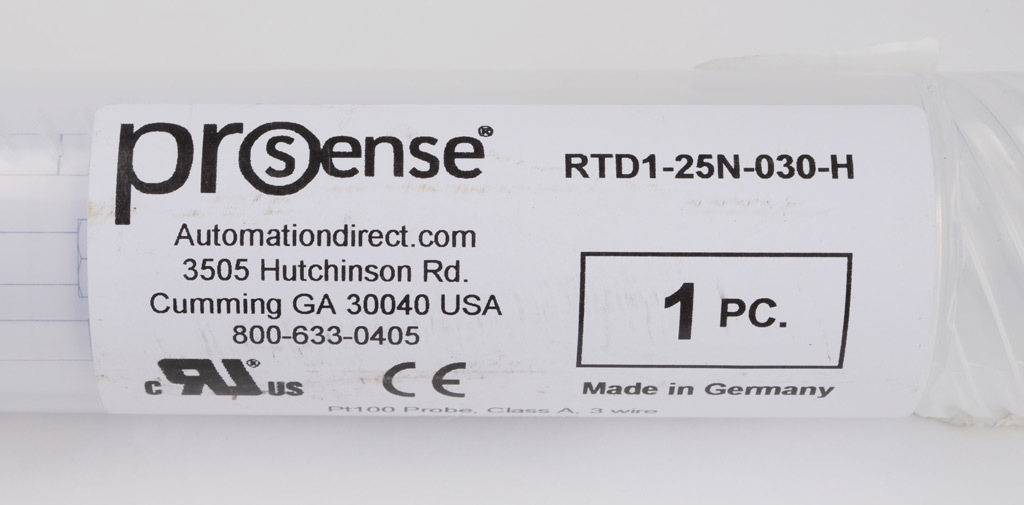 prosense®
RTD1-25N-030-H
Automationdirect.com
3505 Hutchinson Rd.
Cumming GA 30040 USA
800-633-0405
1 PC.
c RU® US
CE
Made in Germany
Pt100 Probe, Class A, 3 wire